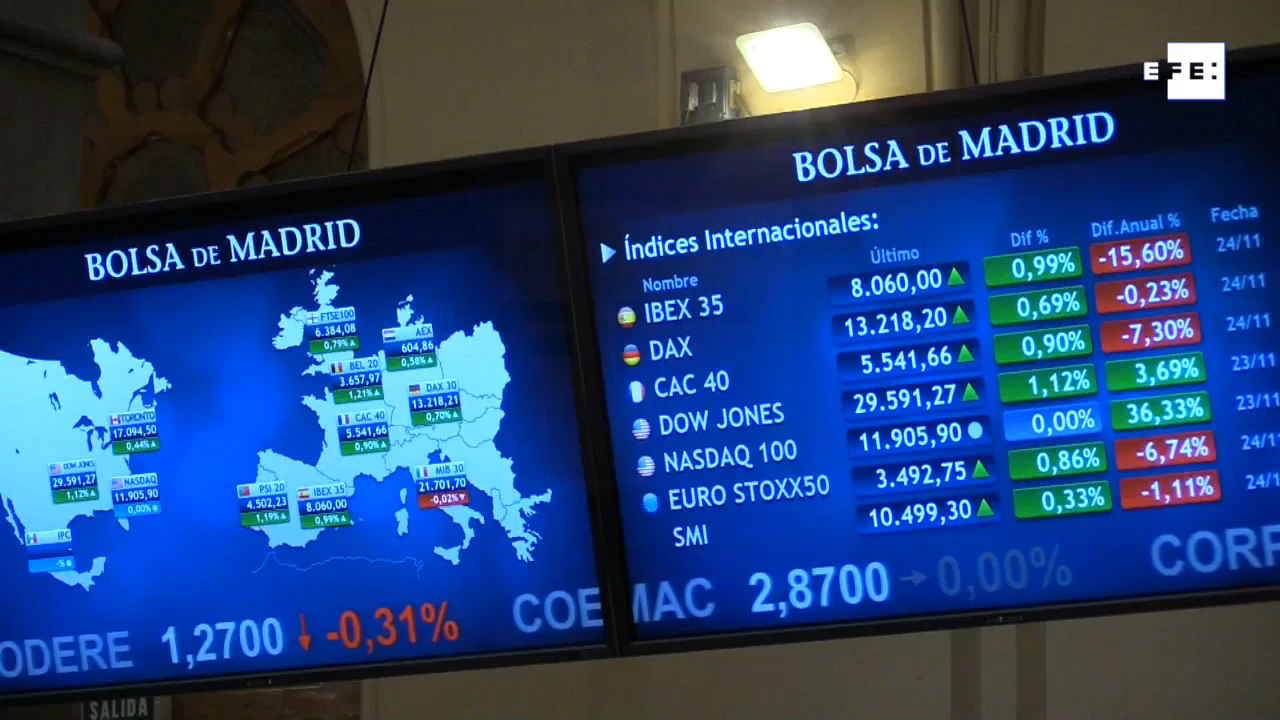 EFE:
BOLSA DE MADRID
FTSE100
6.384,08
0,79%
AEX
604,86
0,58%
BEL 20
3.657,97
1,21%
DAX 30
13.218,21
0,70%
CAC 40
5.541,66
0,90%
TORONTO
17.094,50
0,44%
DOW JONES
29.591,27
1,12%
NASDAQ
11.905,90
0,00%
MIB 30
21.701,70
-0,02%
PSI 20
4.502,23
1,19%
IBEX 35
8.060,00
0,99%
IPC
-%
ODERE 1,2700 -0,31% COE
SALIDA
BOLSA DE MADRID
Índices Internacionales:
Nombre Último Dif % Dif.Anual % Fecha
IBEX 35 8.060,00 0,99% -15,60% 24/11
DAX 13.218,20 0,69% -0,23% 24/11
CAC 40 5.541,66 0,90% -7,30% 24/11
DOW JONES 29.591,27 1,12% 3,69% 23/11
NASDAQ 100 11.905,90 0,00% 36,33% 23/11
EURO STOXX50 3.492,75 0,86% -6,74% 24/1
SMI 10.499,30 0,33% -1,11% 24/1
MAC 2,8700 0,00% CORP